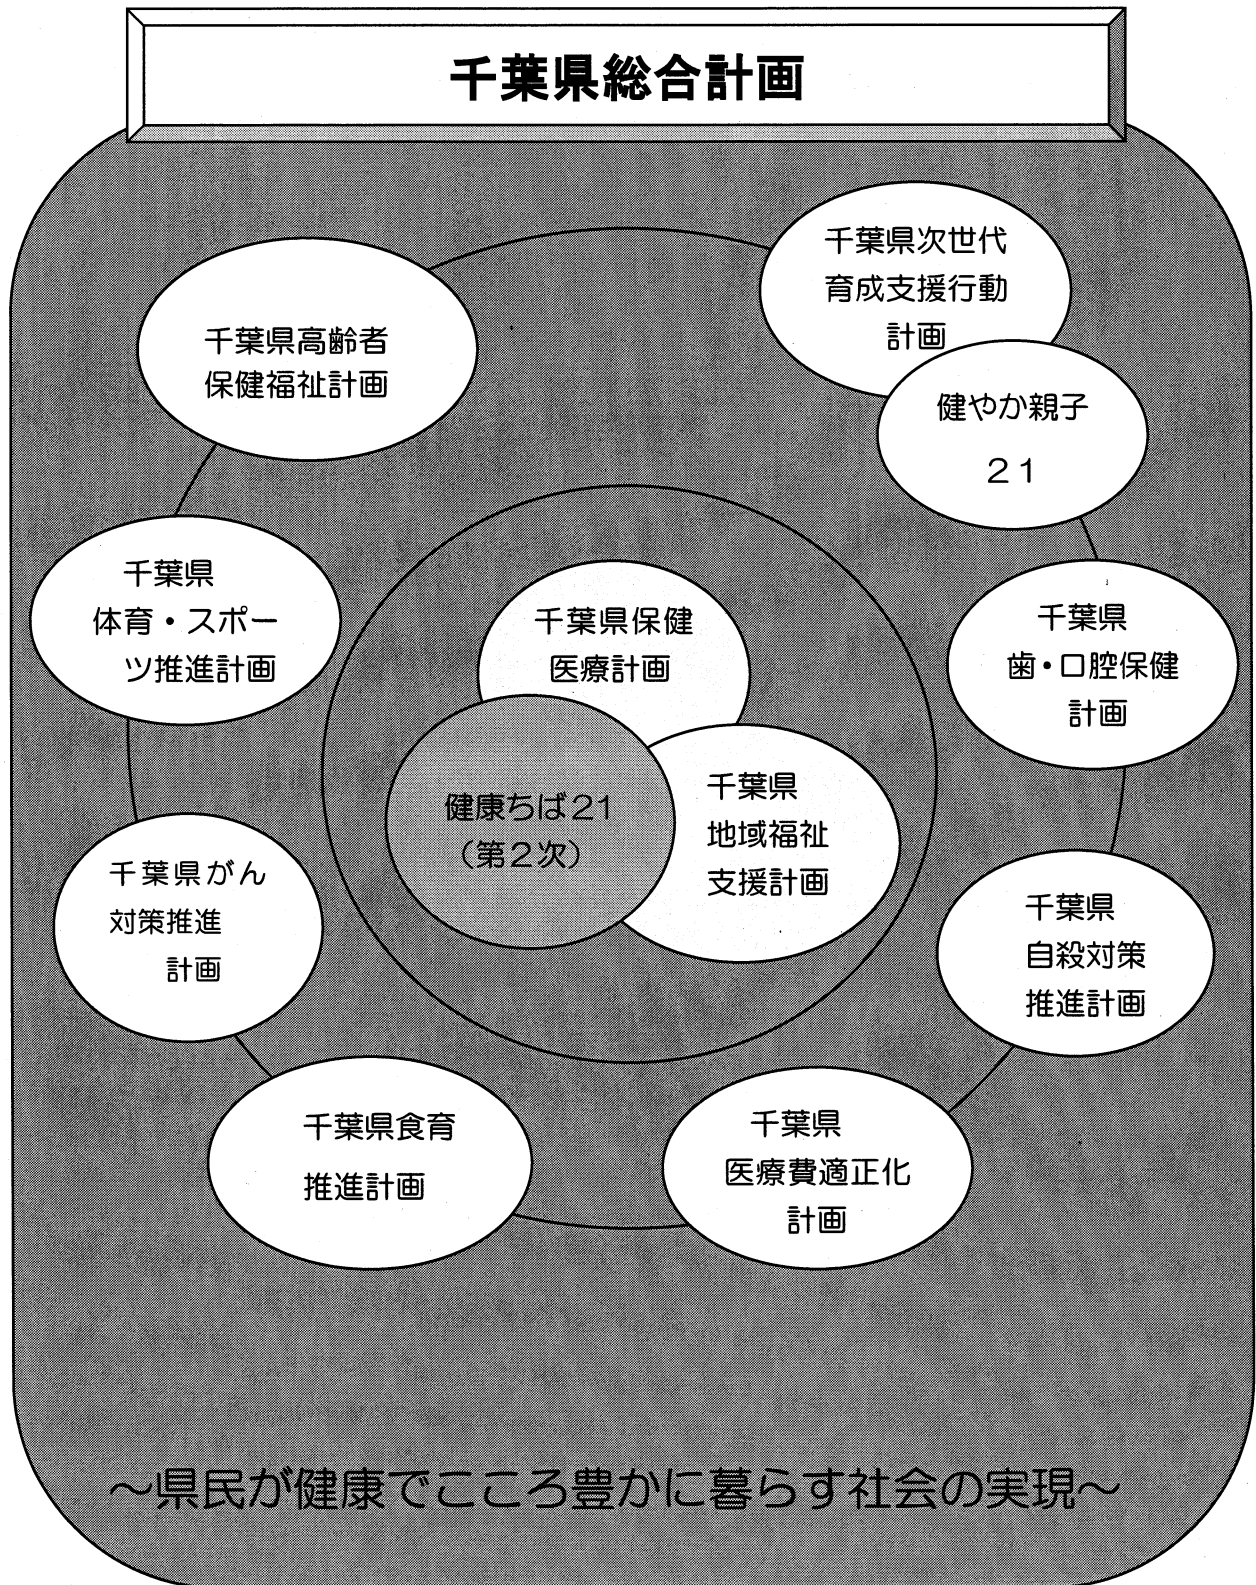 千葉県総合計画
千葉県次世代
育成支援行動
計画
健やか親子
２１
千葉県高齢者
保健福祉計画
千葉県
体育・スポー
ツ推進計画
千葉県保健
医療計画
千葉県
歯・口腔保健
計画
健康ちば21
（第２次）
千葉県
地域福祉
支援計画
千葉県がん
対策推進
計画
千葉県
自殺対策
推進計画
千葉県食育
推進計画
千葉県
医療費適正化
計画
～県民が健康でこころ豊かに暮らす社会の実現～